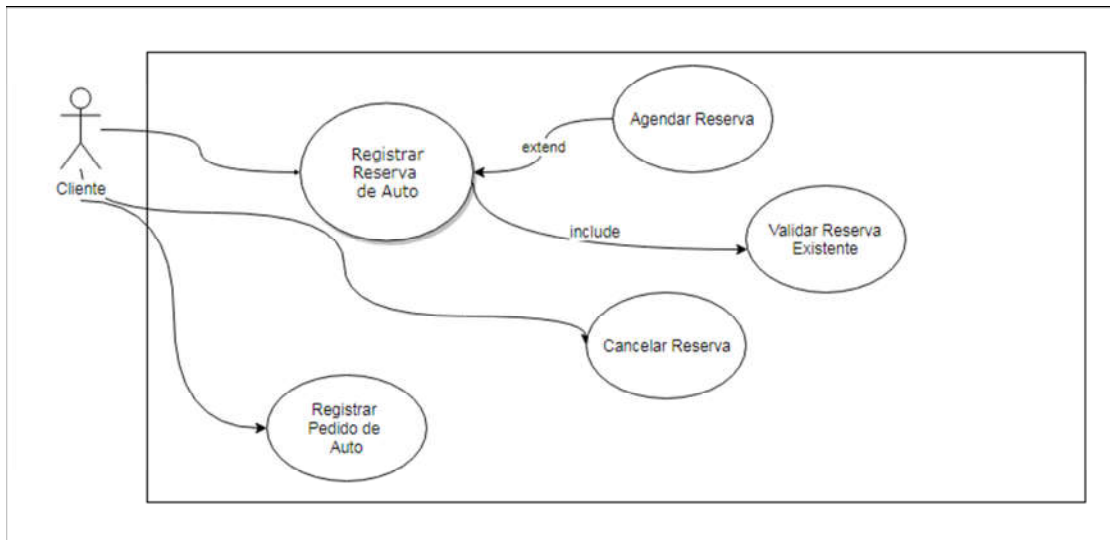 Cliente
Registrar
Reserva
de Auto
extend
Agendar Reserva
include
Validar Reserva
Existente
Cancelar Reserva
Registrar
Pedido de
Auto